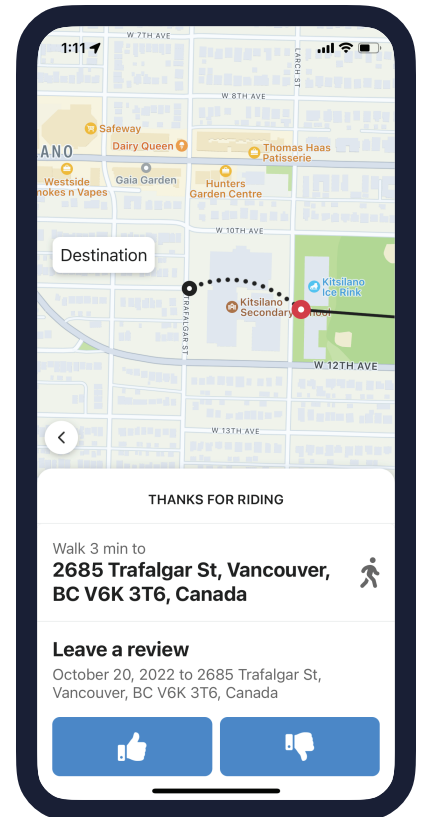 1:11
W 7TH AVE
LARCH ST
W 8TH AVE
Safeway
Dairy Queen
Thomas Haas
Patisserie
ANO
Westside
nokes n Vapes
Gaia Garden
Hunters
Garden Centre
W 10TH AVE
Destination
Kitsilano
Ice Rink
Kitsilano
Secondary School
TRAFALGAR ST
W 12TH AVE
W 13TH AVE
THANKS FOR RIDING
Walk 3 min to
2685 Trafalgar St, Vancouver,
BC V6K 3T6, Canada
Leave a review
October 20, 2022 to 2685 Trafalgar St,
Vancouver, BC V6K 3T6, Canada